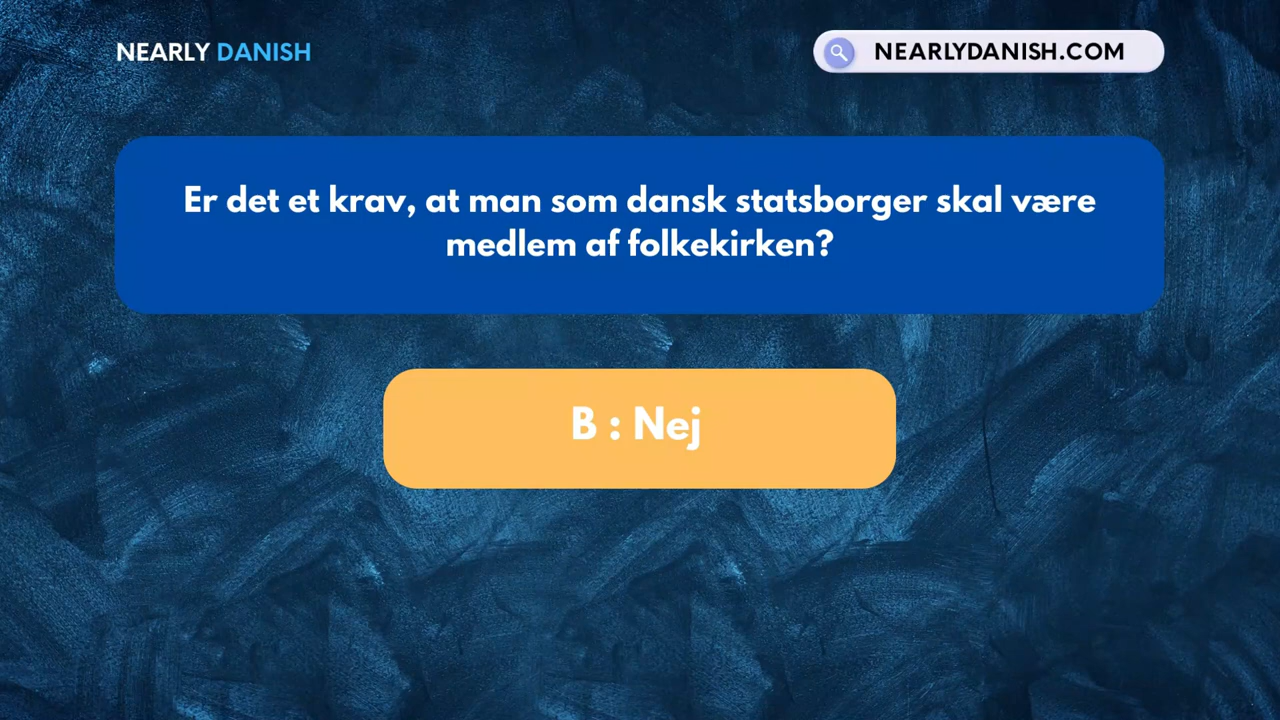 NEARLY DANISH
NEARLYDANISH.COM
Er det et krav, at man som dansk statsborger skal være
medlem af folkekirken?
B : Nej